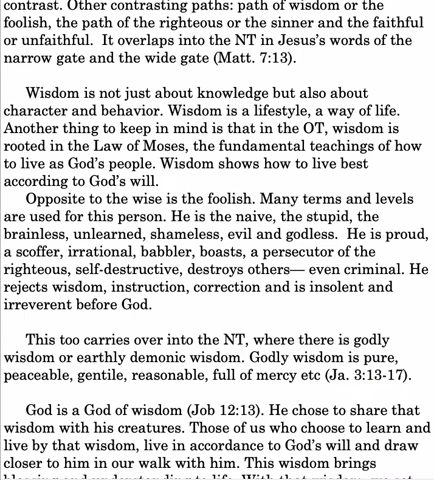 contrast. Other contrasting paths: path of wisdom or the
foolish, the path of the righteous or the sinner and the faithful
or unfaithful.  It overlaps into the NT in Jesus's words of the
narrow gate and the wide gate (Matt. 7:13).
Wisdom is not just about knowledge but also about
character and behavior. Wisdom is a lifestyle, a way of life.
Another thing to keep in mind is that in the OT, wisdom is
rooted in the Law of Moses, the fundamental teachings of how
to live as God's people. Wisdom shows how to live best
according to God's will.
Opposite to the wise is the foolish. Many terms and levels
are used for this person. He is the naive, the stupid, the
brainless, unlearned, shameless, evil and godless.  He is proud,
a scoffer, irrational, babbler, boasts, a persecutor of the
righteous, self-destructive, destroys others— even criminal. He
rejects wisdom, instruction, correction and is insolent and
irreverent before God.
This too carries over into the NT, where there is godly
wisdom or earthly demonic wisdom. Godly wisdom is pure,
peaceable, gentile, reasonable, full of mercy etc (Ja. 3:13-17).
God is a God of wisdom (Job 12:13). He chose to share that
wisdom with his creatures. Those of us who choose to learn and
live by that wisdom, live in accordance to God's will and draw
closer to him in our walk with him. This wisdom brings